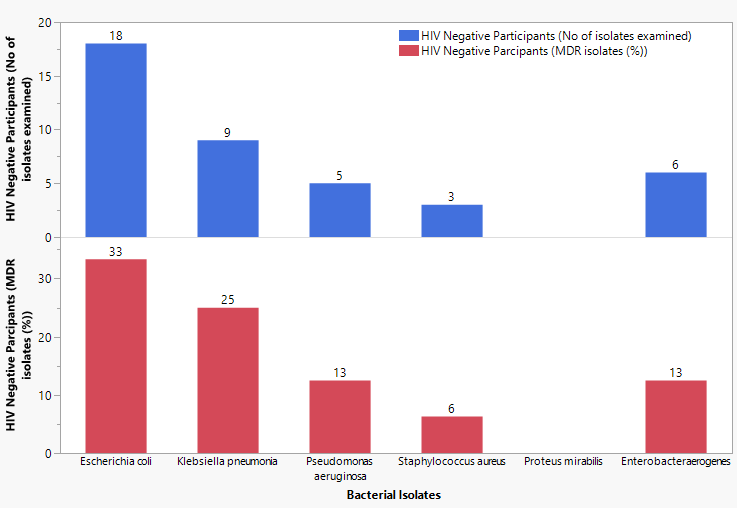 HIV Negative Participants (No of isolates examined)
HIV Negative Parcipants (MDR isolates (%))
HIV Negative Participants (No of
isolates examined)
20
15
10
5
0
18
9
5
3
6
HIV Negative Parcipants (MDR
isolates (%))
30
20
10
0
33
25
13
6
13
Escherichia coli
Klebsiella pneumonia
Pseudomonas
aeruginosa
Staphylococcus aureus
Proteus mirabilis
Enterobacteraerogenes
Bacterial Isolates